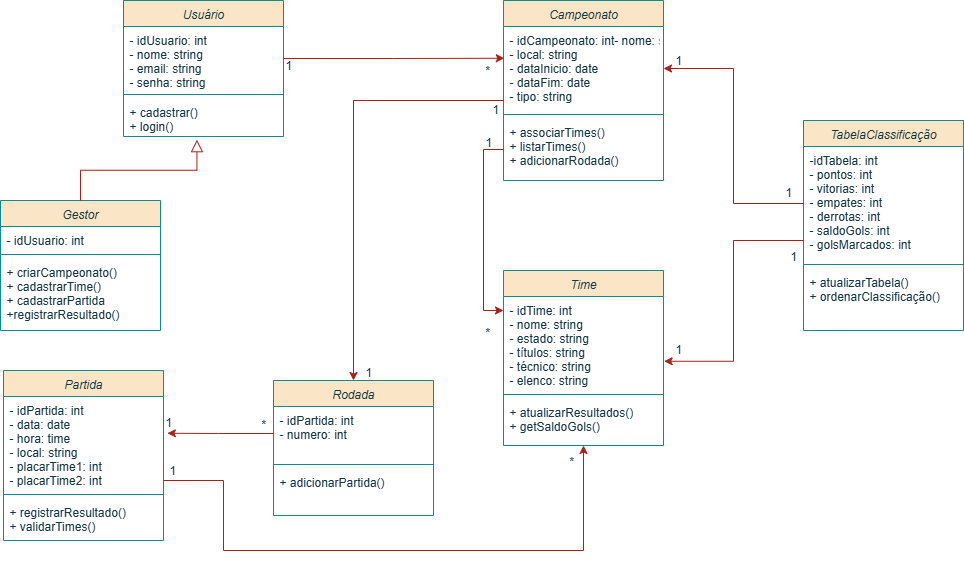 Usuário
- idUsuario: int
- nome: string
- email: string
- senha: string
+ cadastrar()
+ login()
1
*
Campeonato
- idCampeonato: int- nome: s
- local: string
- dataInicio: date
- dataFim: date
- tipo: string
+ associarTimes()
+ listarTimes()
+ adicionarRodada()
1
1
1
1
1
TabelaClassificação
-idTabela: int
- pontos: int
- vitorias: int
- empates: int
- derrotas: int
- saldoGols: int
- golsMarcados: int
+ atualizarTabela()
+ ordenarClassificação()
Gestor
- idUsuario: int
+ criarCampeonato()
+ cadastrarTime()
+ cadastrarPartida
+registrarResultado()
Time
- idTime: int
- nome: string
- estado: string
- títulos: string
- técnico: string
- elenco: string
+ atualizarResultados()
+ getSaldoGols()
*
1
*
Partida
- idPartida: int
- data: date
- hora: time
- local: string
- placarTime1: int
- placarTime2: int
+ registrarResultado()
+ validarTimes()
1
1
*
1
Rodada
- idPartida: int
- numero: int
+ adicionarPartida()